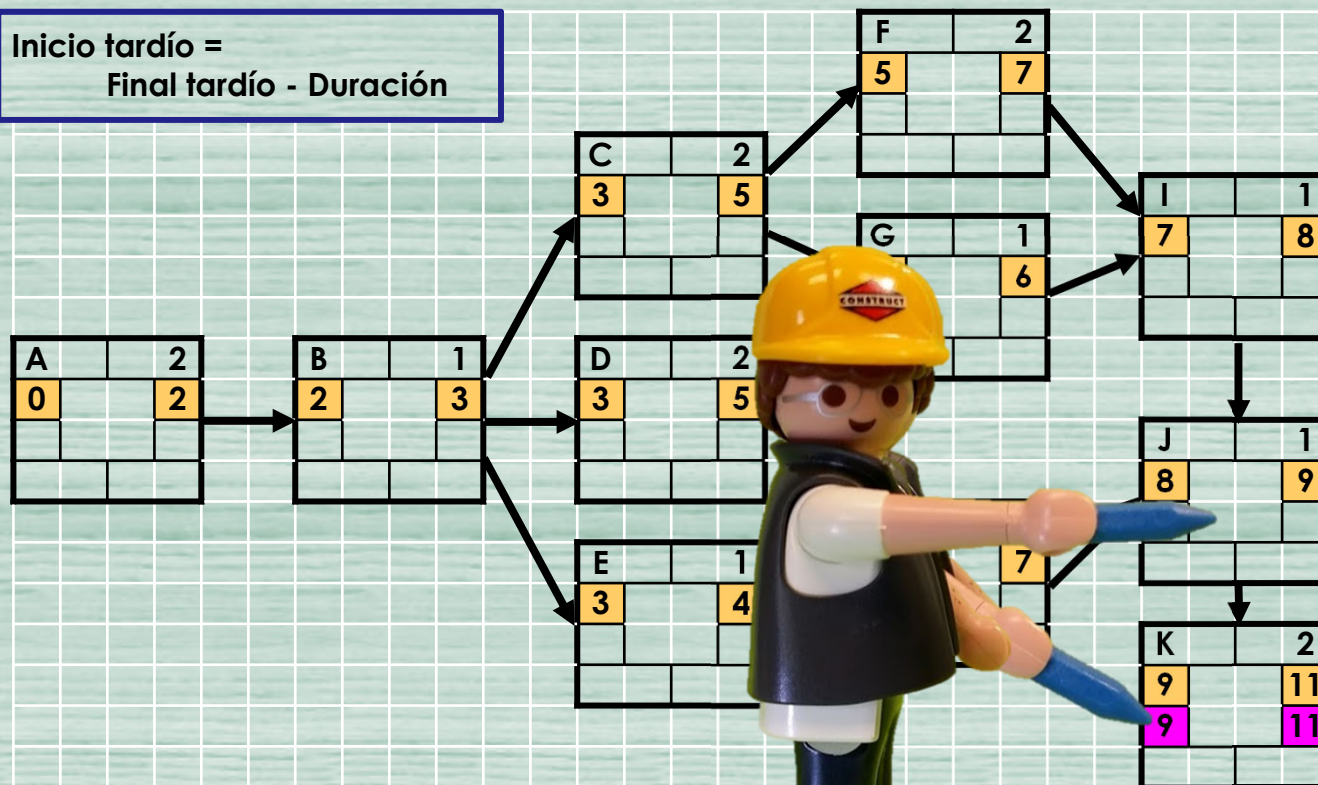 Inicio tardío =
Final tardío - Duración
F 2
5 7
C 2
3 5
I 1
7 8
G 1
6
CONSTRUCT
A 2
0 2
B 1
2 3
D 2
3 5
J 1
8 9
7
E 1
3 4
K 2
9 11
9 11